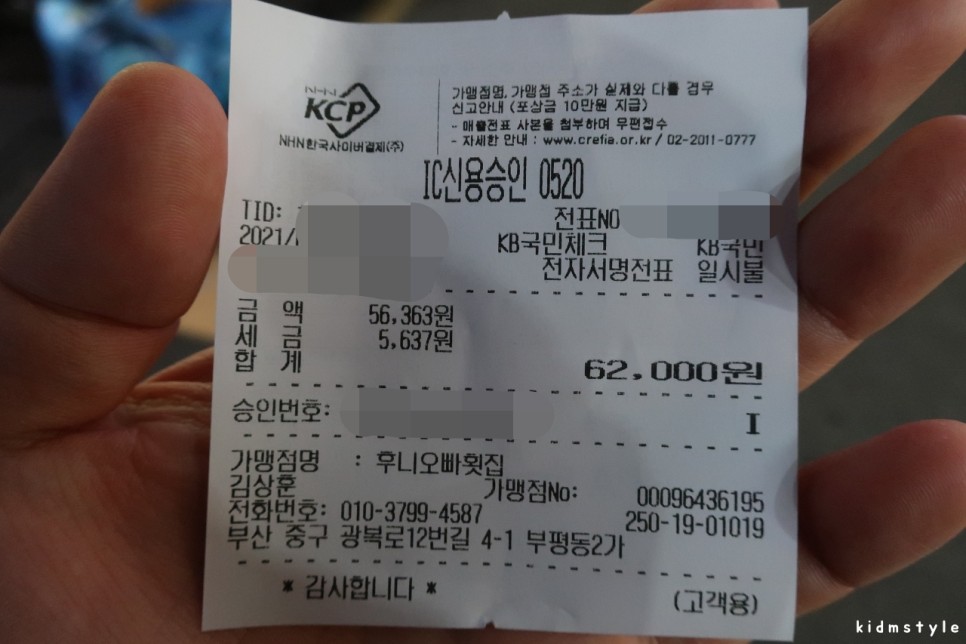 NHN
KCP
NHN한국사이버결제(주)
가맹점명, 가맹점 주소가 실제와 다를 경우
신고안내 (포상금 10만원 지급)
- 매출전표 사본을 첨부하여 우편접수
- 자세한 안내 : www.crefia.or.kr / 02-2011-0777
IC신용승인 0520
TID: 전표NO
2021/ KB국민체크 KB국민
전자서명전표 일시불
금 액 56,363원
세 금 5,637원
합 계 62,000원
승인번호: I
가맹점명 : 후니오빠횟집
김상훈 가맹점No: 00096436195
전화번호: 010-3799-4587 250-19-01019
부산 중구 광복로12번길 4-1 부평동2가
* 감사합니다 * (고객용)
kidmstyle